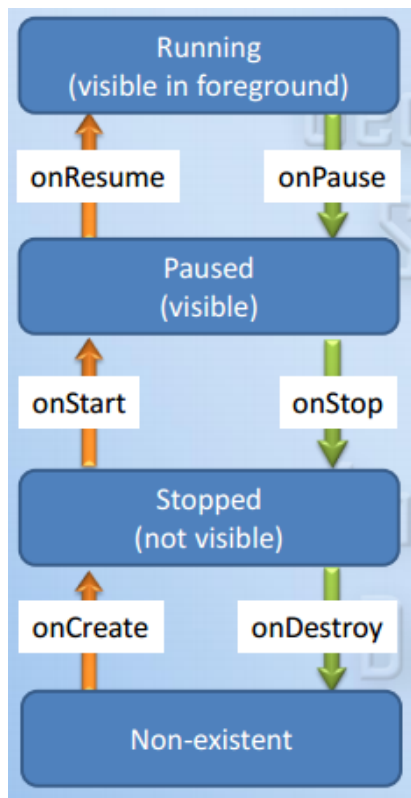 Running
(visible in foreground)
onResume
onPause
Paused
(visible)
onStart
onStop
Stopped
(not visible)
onCreate
onDestroy
Non-existent